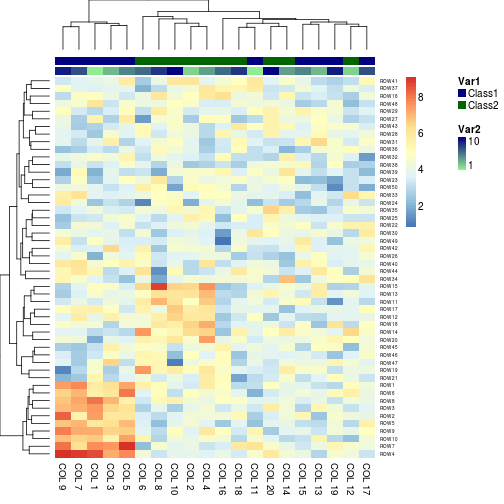 Var1
Class1
Class2
Var2
10
1
8
6
4
2
ROW41
ROW37
ROW16
ROW48
ROW29
ROW27
ROW43
ROW28
ROW31
ROW36
ROW32
ROW38
ROW39
ROW23
ROW50
ROW33
ROW24
ROW35
ROW25
ROW22
ROW30
ROW49
ROW42
ROW26
ROW40
ROW44
ROW34
ROW15
ROW13
ROW11
ROW17
ROW12
ROW18
ROW14
ROW20
ROW45
ROW46
ROW47
ROW19
ROW21
ROW1
ROW6
ROW8
ROW3
ROW2
ROW5
ROW9
ROW10
ROW7
ROW4
COL 9
COL 7
COL 1
COL 3
COL 5
COL 6
COL 8
COL 10
COL 2
COL 4
COL 16
COL 18
COL 11
COL 20
COL 14
COL 15
COL 13
COL 19
COL 12
COL 17